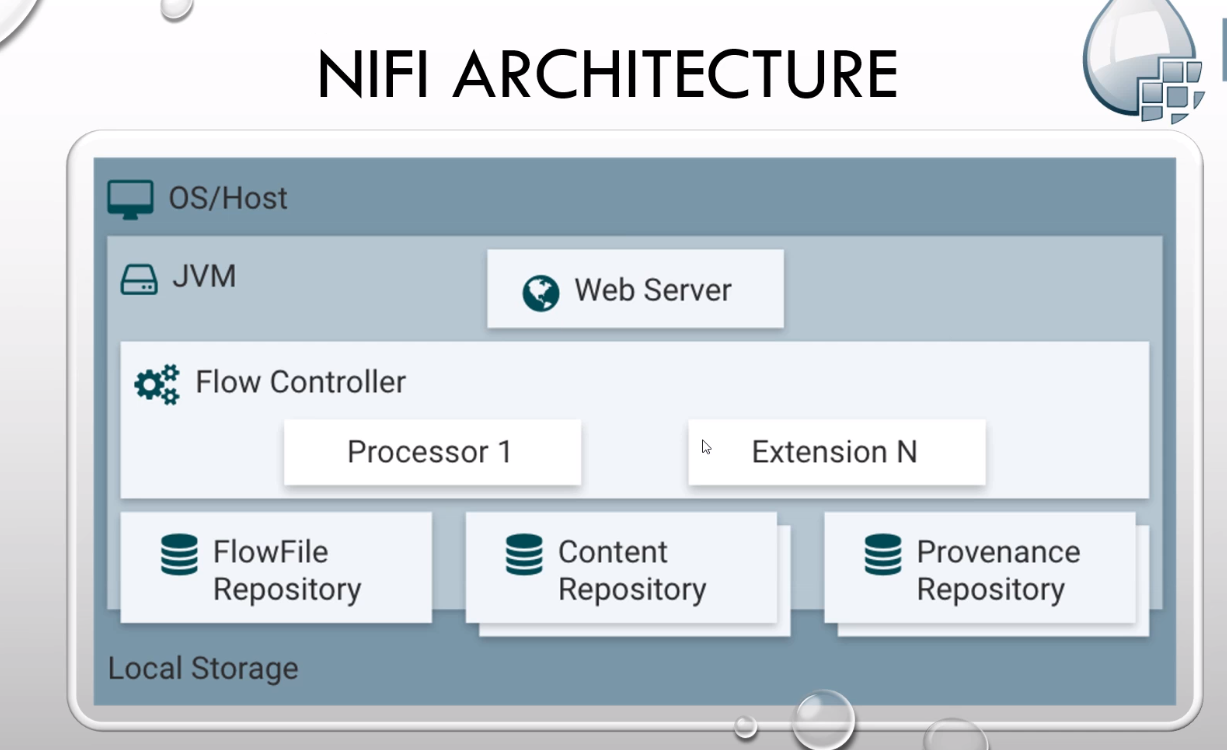 NIFI ARCHITECTURE
OS/Host
JVM
Web Server
Flow Controller
Processor 1
Extension N
FlowFile
Repository
Content
Repository
Provenance
Repository
Local Storage